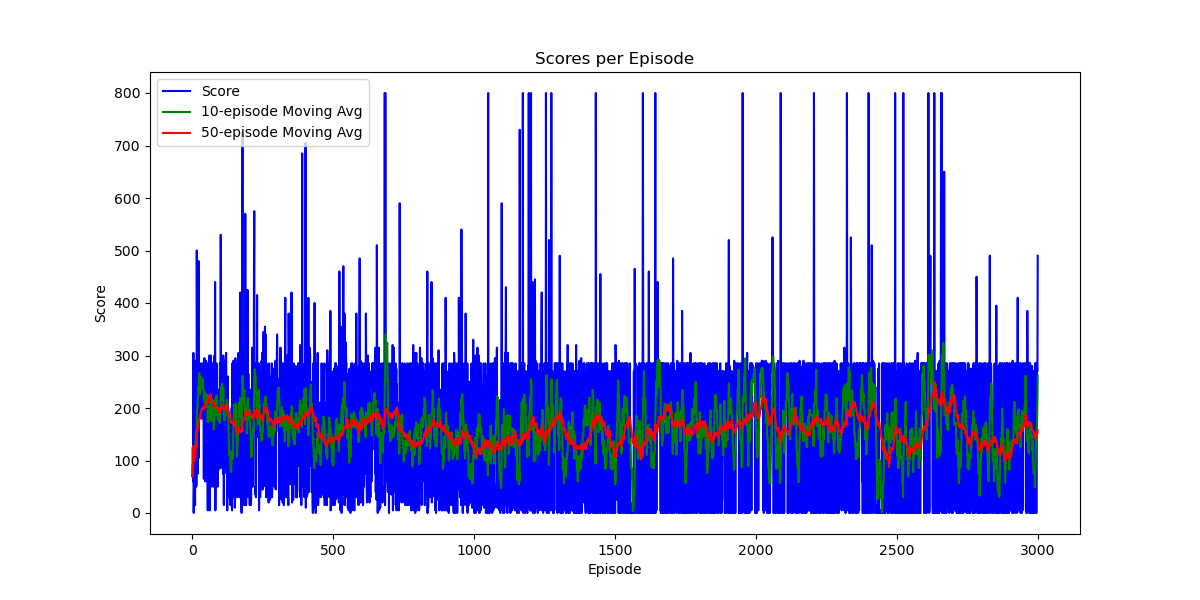 Scores per Episode
Score
10-episode Moving Avg
50-episode Moving Avg
800
700
600
500
400
300
200
100
0
Score
0 500 1000 1500 2000 2500 3000
Episode